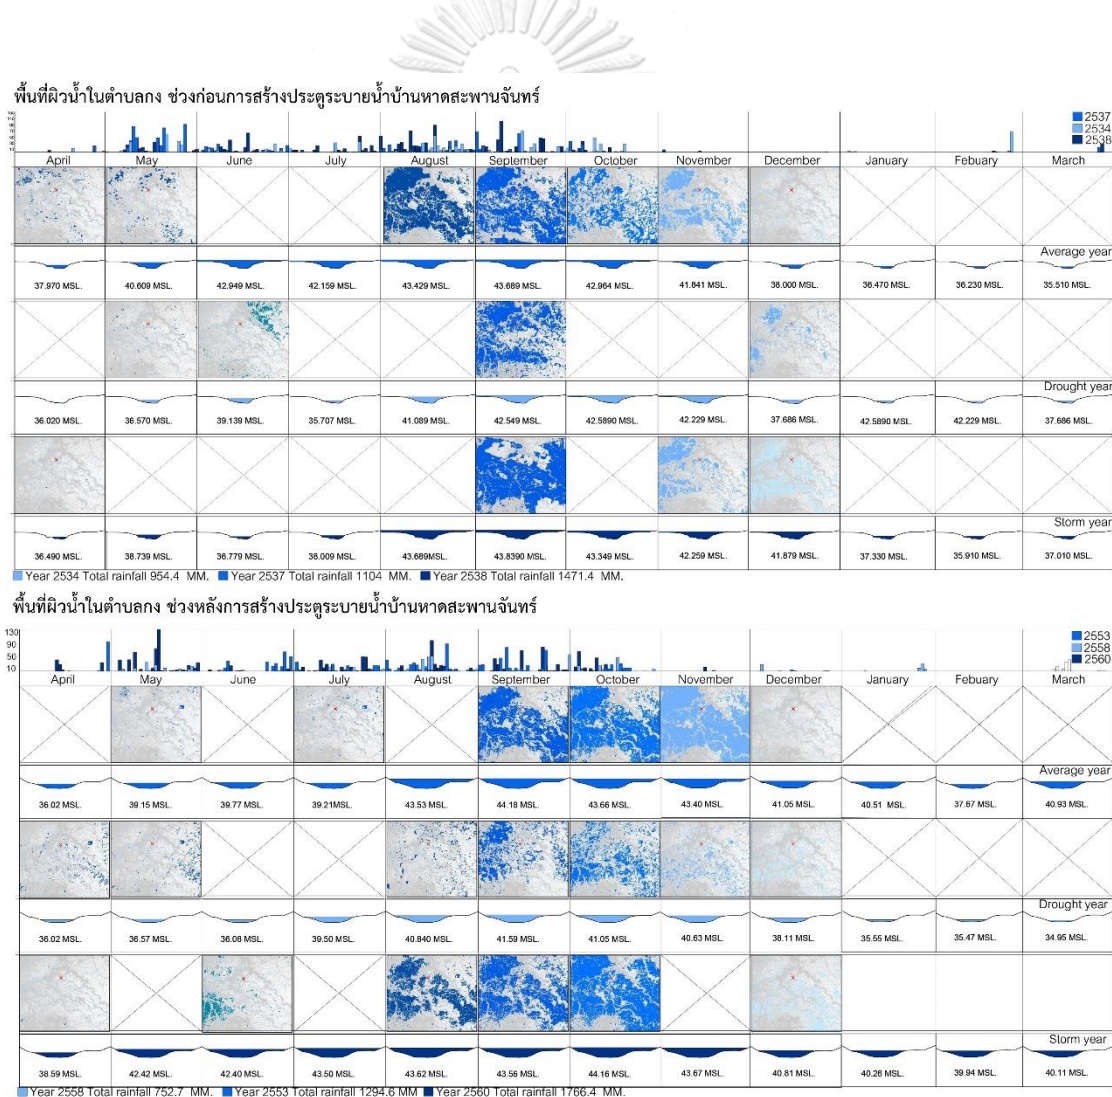 พื้นที่ผิวน้ำในตำบลกง ช่วงก่อนการสร้างประตูระบายน้ำบ้านหาดสะพานจันทร์
2537
2534
2538
April May June July August September October November December January Febuary March
Average year
37.970 MSL. 40.609 MSL. 42.949 MSL. 42.159 MSL. 43.429 MSL. 43.689 MSL. 42.964 MSL. 41.841 MSL. 36.000 MSL. 36.470 MSL. 36.230 MSL. 35.510 MSL.
Drought year
36.020 MSL. 36.570 MSL. 39.139 MSL. 35.707 MSL. 41.089 MSL. 42.549 MSL. 42.5890 MSL. 42.229 MSL. 37.686 MSL. 42.5890 MSL. 42.229 MSL. 37.686 MSL.
Storm year
36.490 MSL. 38.739 MSL. 36.779 MSL. 38.009 MSL. 43.689MSL. 43.8390 MSL. 43.349 MSL. 42.259 MSL. 41.879 MSL. 37.330 MSL. 35.910 MSL. 37.010 MSL.
Year 2534 Total rainfall 954.4 MM. Year 2537 Total rainfall 1104 MM. Year 2538 Total rainfall 1471.4 MM.
พื้นที่ผิวน้ำในตำบลกง ช่วงหลังการสร้างประตูระบายน้ำบ้านหาดสะพานจันทร์
130
90
50
10
2553
2558
2560
April May June July August September October November December January Febuary March
Average year
36.02 MSL. 39.15 MSL. 39.77 MSL. 39.21MSL. 43.53 MSL. 44.18 MSL. 43.66 MSL. 43.40 MSL. 41.05 MSL. 40.51 MSL. 37.67 MSL. 40.93 MSL.
Drought year
36.02 MSL. 36.57 MSL. 36.08 MSL. 39.50 MSL. 40.840 MSL. 41.59 MSL. 41.05 MSL. 40.63 MSL. 38.11 MSL. 35.55 MSL. 35.47 MSL. 34.95 MSL.
Storm year
38.59 MSL. 42.42 MSL. 42.40 MSL. 43.50 MSL. 43.62 MSL. 43.56 MSL. 44.16 MSL. 43.67 MSL. 40.81 MSL. 40.26 MSL. 39.94 MSL. 40.11 MSL.
Year 2558 Total rainfall 752.7 MM. Year 2553 Total rainfall 1294.6 MM Year 2560 Total rainfall 1766.4 MM.